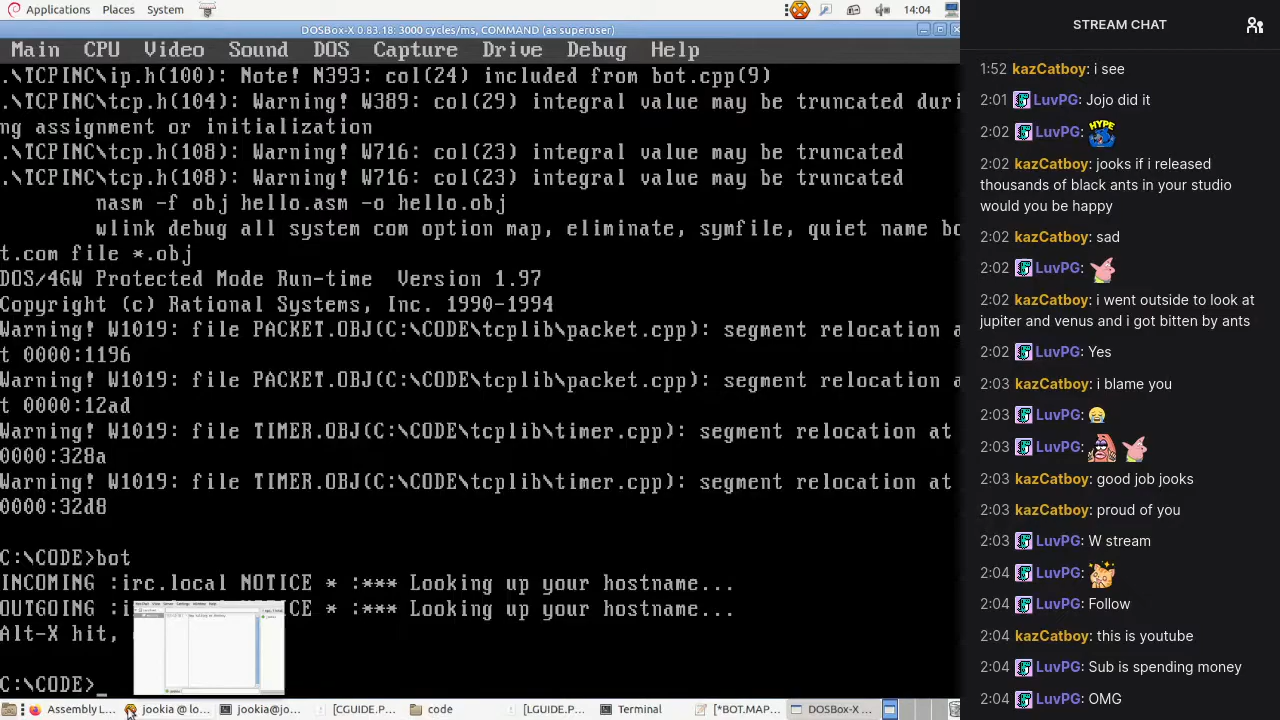 Applications Places System 14:04
DOSBox-X 0.83.18: 3000 cycles/ms, COMMAND (as superuser)
Main CPU Video Sound DOS Capture Drive Debug Help
.\TCPINC\ip.h(100): Note! N393: col(24) included from bot.cpp(9)
.\TCPINC\tcp.h(104): Warning! W389: col(29) integral value may be truncated duri
ng assignment or initialization
.\TCPINC\tcp.h(108): Warning! W716: col(23) integral value may be truncated
.\TCPINC\tcp.h(108): Warning! W716: col(23) integral value may be truncated
nasm -f obj hello.asm -o hello.obj
wlink debug all system com option map, eliminate, symfile, quiet name bo
t.com file *.obj
DOS/4GW Protected Mode Run-time Version 1.97
Copyright (c) Rational Systems, Inc. 1990-1994
Warning! W1019: file PACKET.OBJ(C:\CODE\tcplib\packet.cpp): segment relocation a
t 0000:1196
Warning! W1019: file PACKET.OBJ(C:\CODE\tcplib\packet.cpp): segment relocation a
t 0000:12ad
Warning! W1019: file TIMER.OBJ(C:\CODE\tcplib\timer.cpp): segment relocation at
0000:328a
Warning! W1019: file TIMER.OBJ(C:\CODE\tcplib\timer.cpp): segment relocation at
0000:32d8
C:\CODE>bot
INCOMING :irc.local NOTICE * :*** Looking up your hostname...
OUTGOING :i NOTICE * :*** Looking up your hostname...
Alt-X hit,
C:\CODE>_
Assembly L... jookia @ lo... jookia@jo... [CGUIDE.P... code [LGUIDE.P... Terminal [*BOT.MAP... DOSBox-X ...
STREAM CHAT
1:52 kazCatboy: i see
2:01 LuvPG: Jojo did it
2:02 LuvPG: HYPE
2:02 kazCatboy: jooks if i released
thousands of black ants in your studio
would you be happy
2:02 kazCatboy: sad
2:02 LuvPG:
2:02 kazCatboy: i went outside to look at
jupiter and venus and i got bitten by ants
2:02 LuvPG: Yes
2:03 kazCatboy: i blame you
2:03 LuvPG:
2:03 LuvPG:
2:03 kazCatboy: good job jooks
2:03 kazCatboy: proud of you
2:03 LuvPG: W stream
2:04 LuvPG:
2:04 LuvPG: Follow
2:04 kazCatboy: this is youtube
2:04 LuvPG: Sub is spending money
2:04 LuvPG: OMG